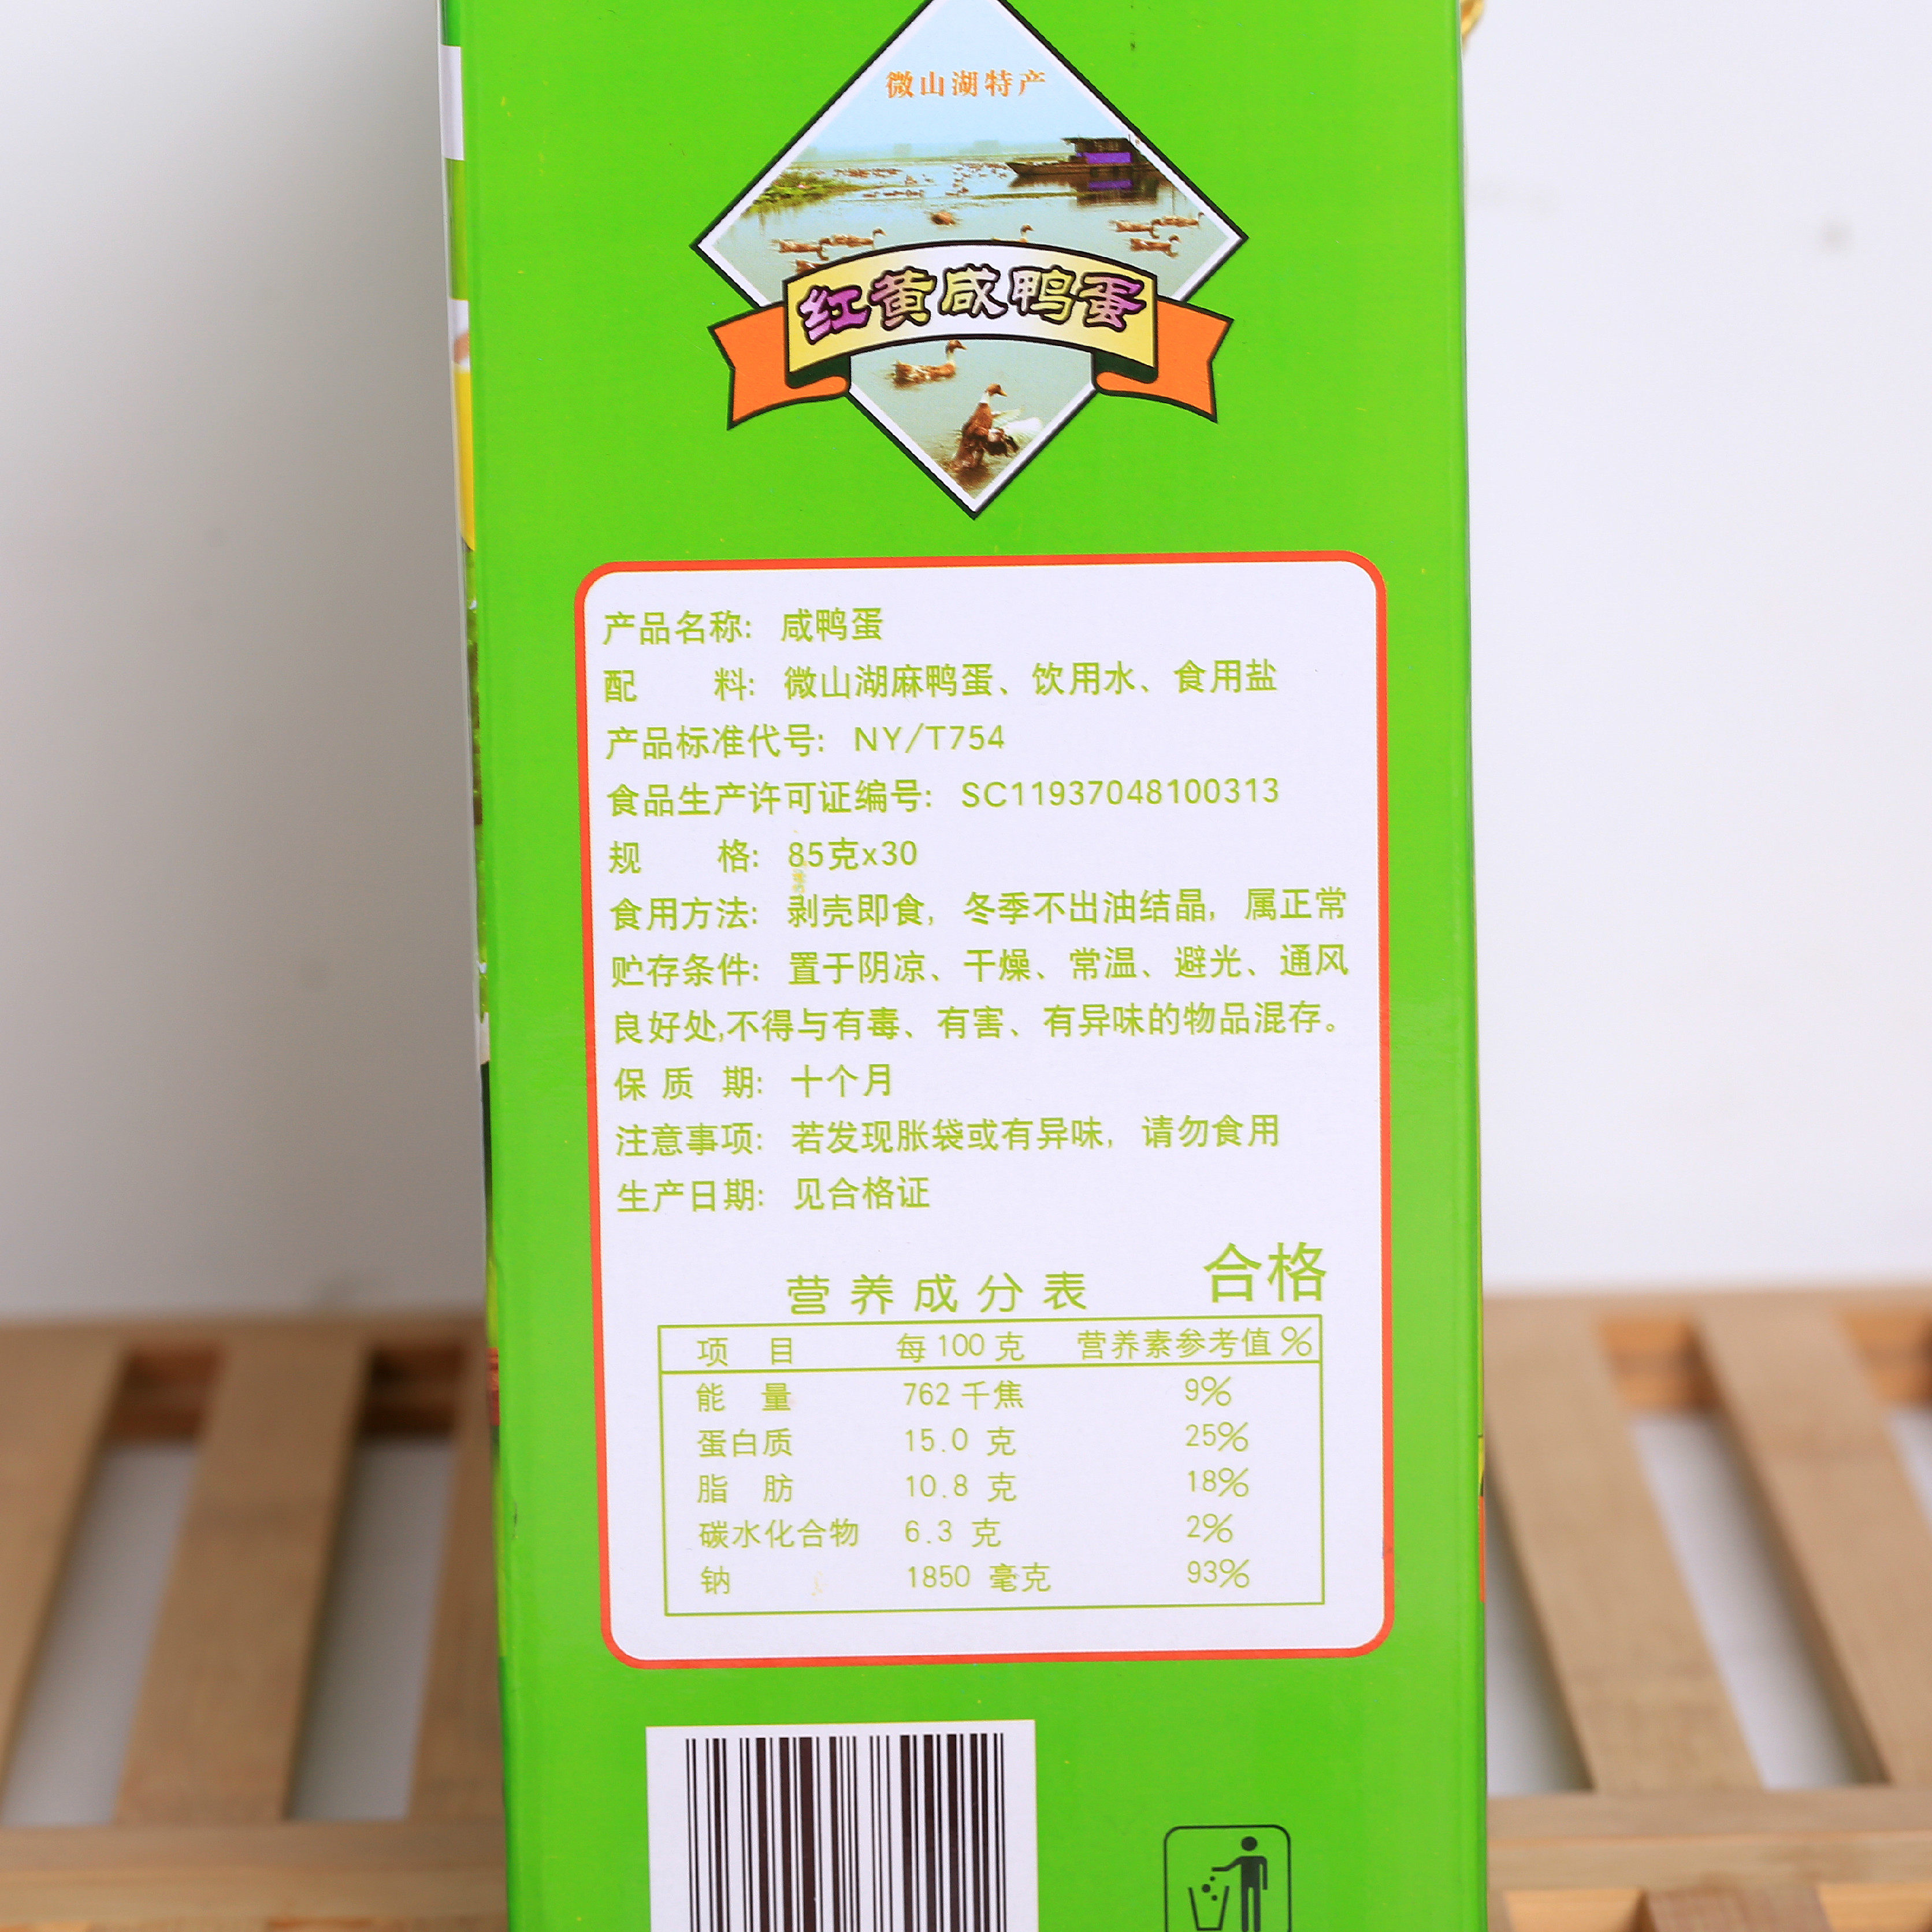 微山湖特产
红黄咸鸭蛋
产品名称: 咸鸭蛋
配 料: 微山湖麻鸭蛋、饮用水、食用盐
产品标准代号: NY/T754
食品生产许可证编号: SC11937048100313
规 格: 85克x30
食用方法: 剥壳即食, 冬季不出油结晶, 属正常
贮存条件: 置于阴凉、干燥、常温、避光、通风
良好处,不得与有毒、有害、有异味的物品混存。
保 质 期: 十个月
注意事项: 若发现胀袋或有异味, 请勿食用
生产日期: 见合格证
合格
营养成分表
项 目 每100克 营养素参考值%
能 量 762 千焦 9%
蛋白质 15.0 克 25%
脂 肪 10.8 克 18%
碳水化合物 6.3 克 2%
钠 1850 毫克 93%